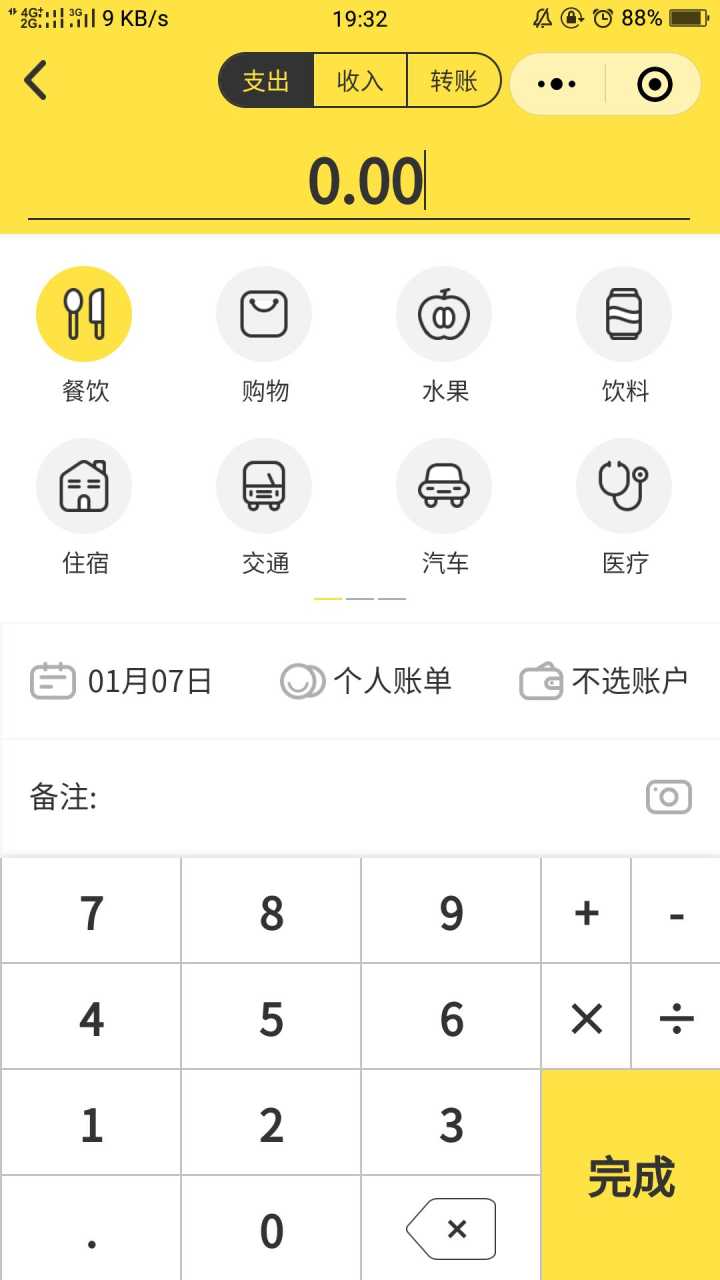 4G+ 2G 3G 9 KB/s 19:32 88%
支出 收入 转账
0.00
餐饮 购物 水果 饮料
住宿 交通 汽车 医疗
01月07日 个人账单 不选账户
备注:
7 8 9 + -
4 5 6 × ÷
1 2 3
完成
. 0 ×